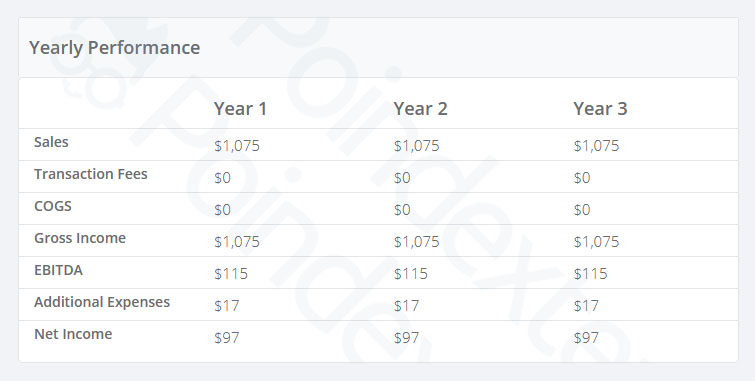 Yearly Performance
Year 1 Year 2 Year 3
Sales $1,075 $1,075 $1,075
Transaction Fees $0 $0 $0
COGS $0 $0 $0
Gross Income $1,075 $1,075 $1,075
EBITDA $115 $115 $115
Additional Expenses $17 $17 $17
Net Income $97 $97 $97
Poindexter
Poindex